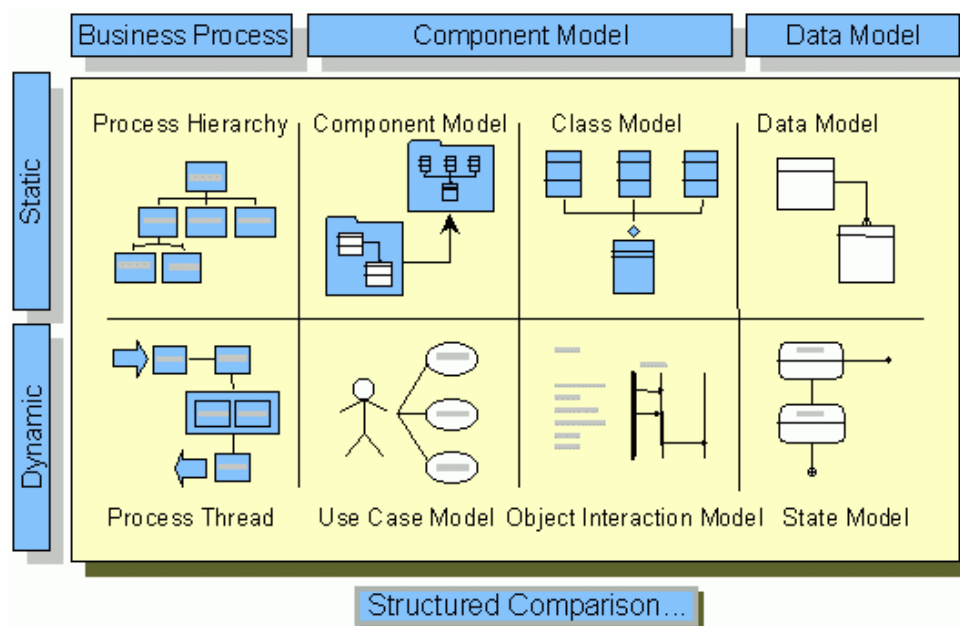 Business Process
Component Model
Data Model
Static
Process Hierarchy
Component Model
Class Model
Data Model
Dynamic
Process Thread
Use Case Model
Object Interaction Model
State Model
Structured Comparison...